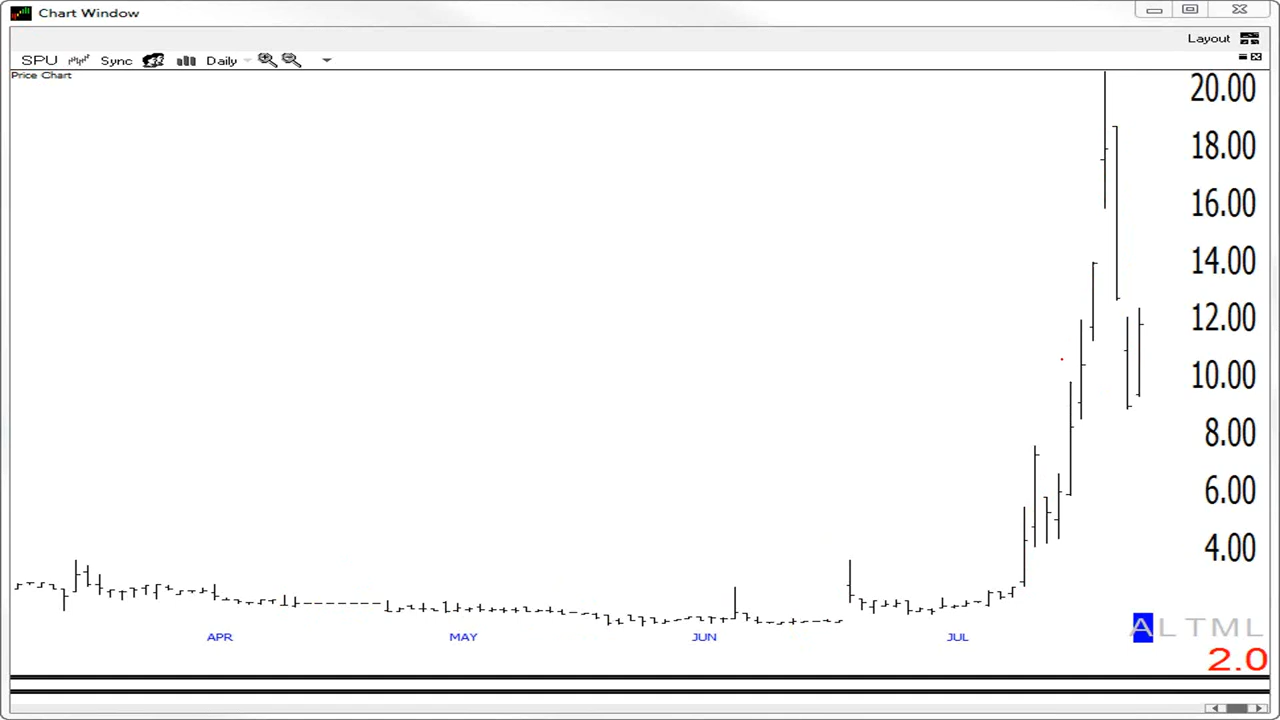 Chart Window
Layout
SPU Sync Daily
Price Chart
20.00
18.00
16.00
14.00
12.00
10.00
8.00
6.00
4.00
APR MAY JUN JUL
ALTML
2.0